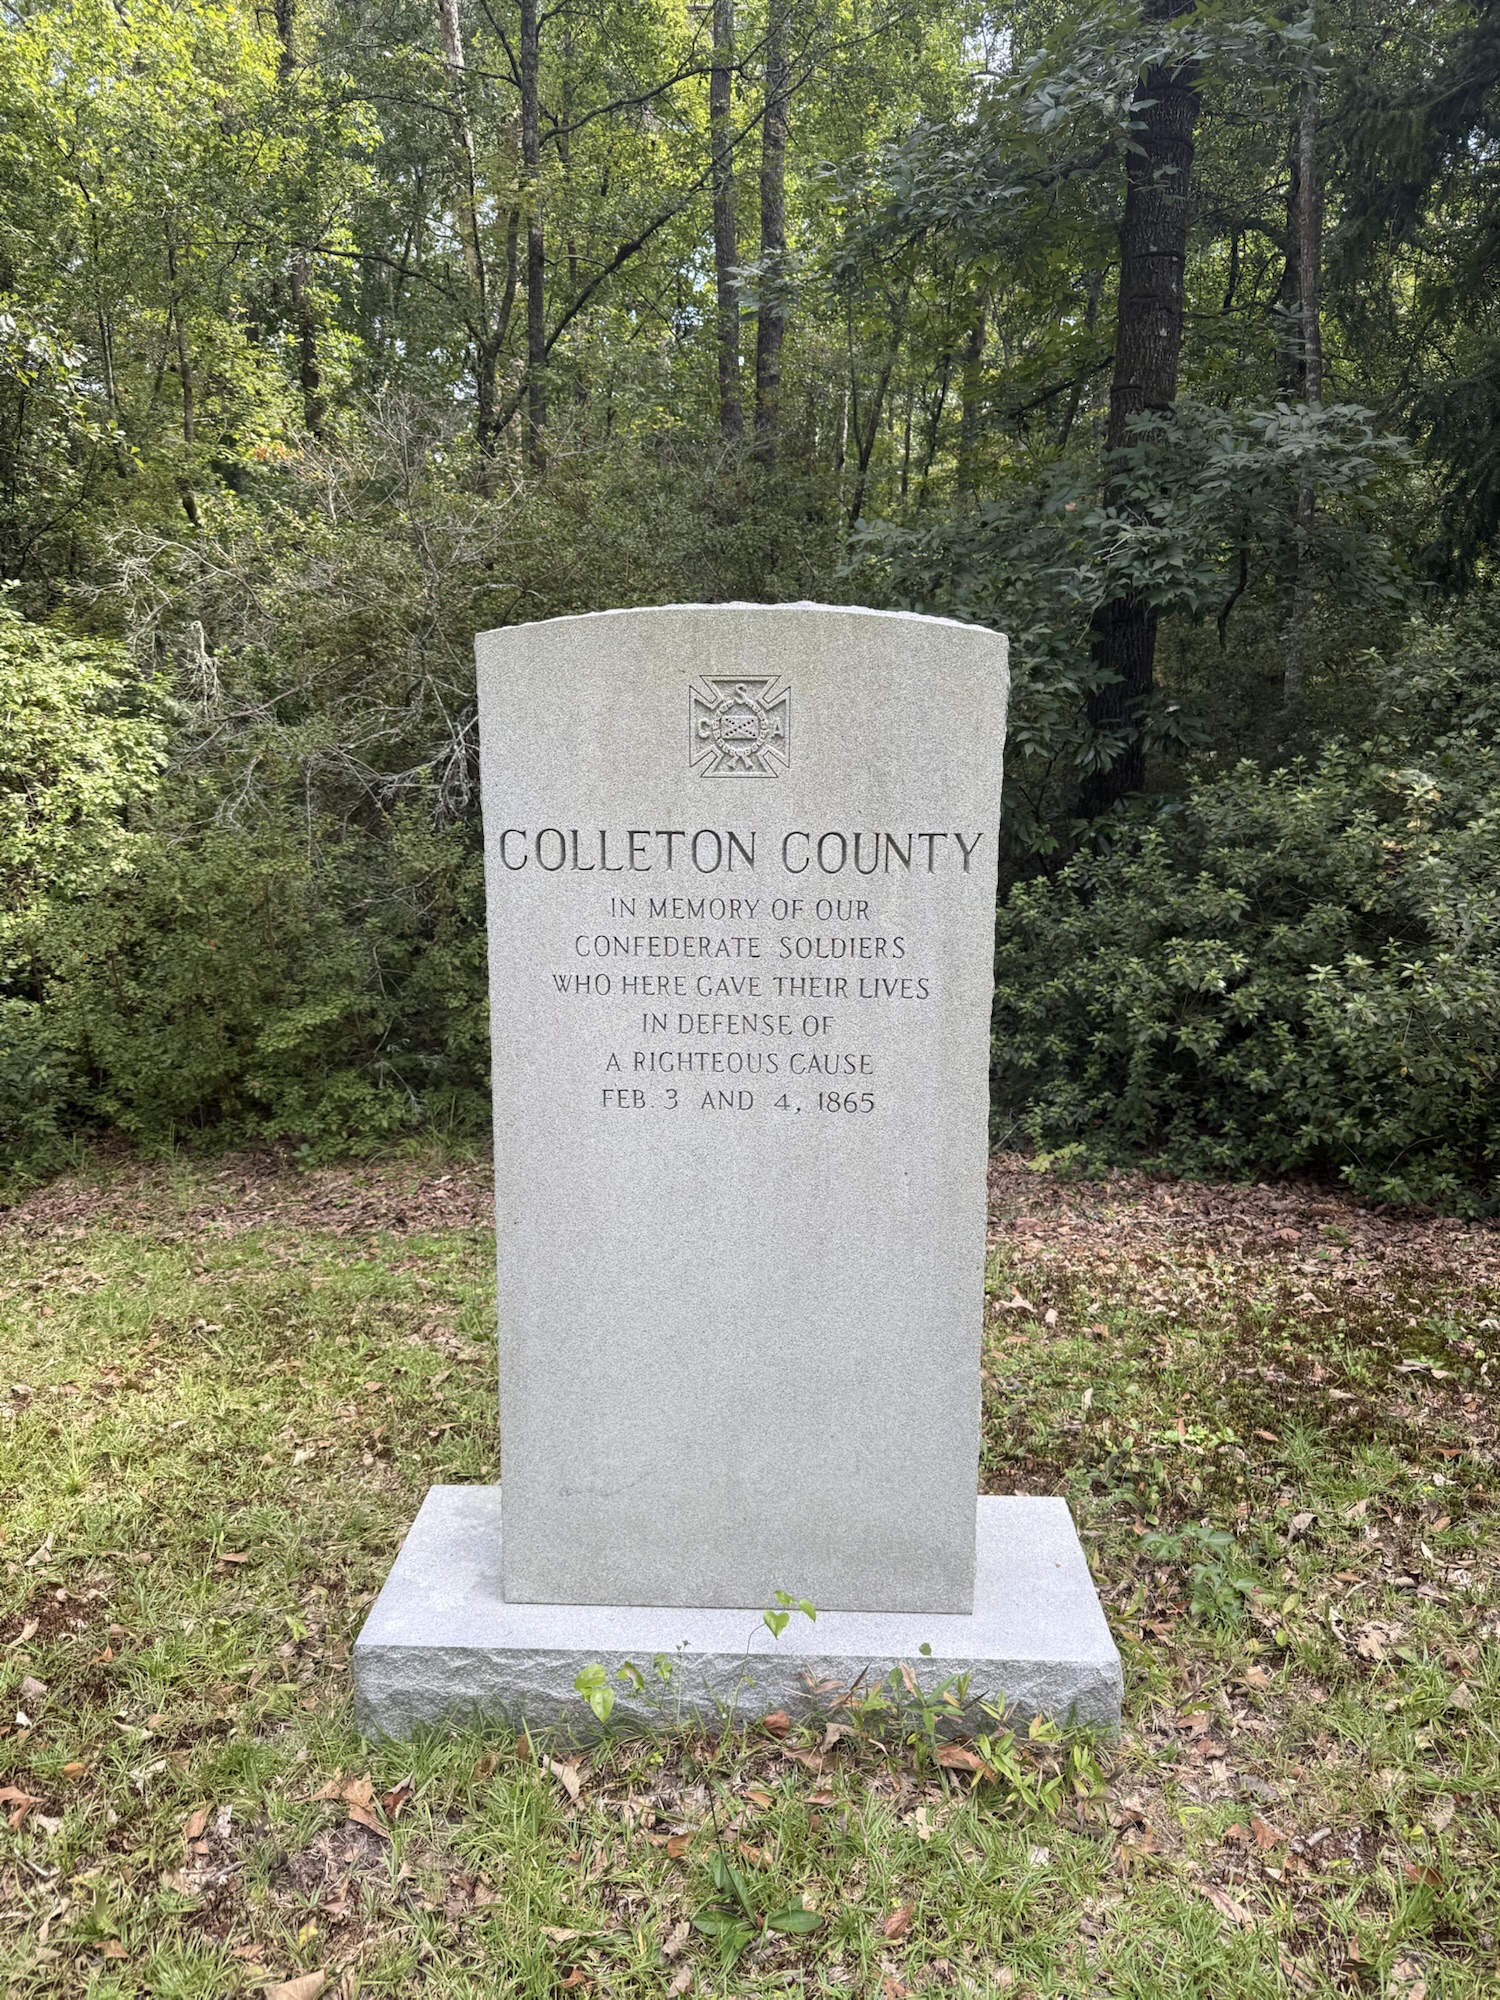 S
C A
COLLETON COUNTY
IN MEMORY OF OUR
CONFEDERATE SOLDIERS
WHO HERE GAVE THEIR LIVES
IN DEFENSE OF
A RIGHTEOUS CAUSE
FEB. 3 AND 4, 1865